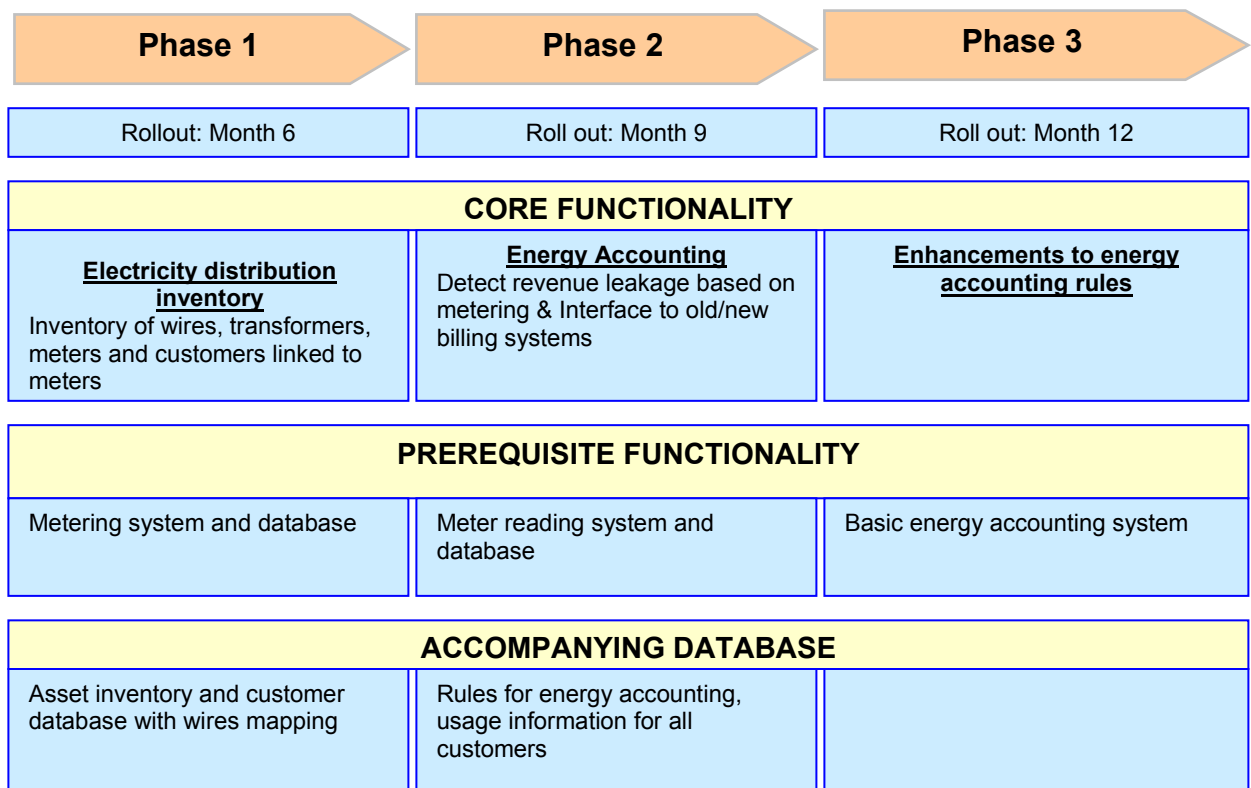 Phase 1
Phase 2
Phase 3
Rollout: Month 6
Roll out: Month 9
Roll out: Month 12
CORE FUNCTIONALITY
Electricity distribution
inventory
Inventory of wires, transformers,
meters and customers linked to
meters
Energy Accounting
Detect revenue leakage based on
metering & Interface to old/new
billing systems
Enhancements to energy
accounting rules
PREREQUISITE FUNCTIONALITY
Metering system and database
Meter reading system and
database
Basic energy accounting system
ACCOMPANYING DATABASE
Asset inventory and customer
database with wires mapping
Rules for energy accounting,
usage information for all
customers